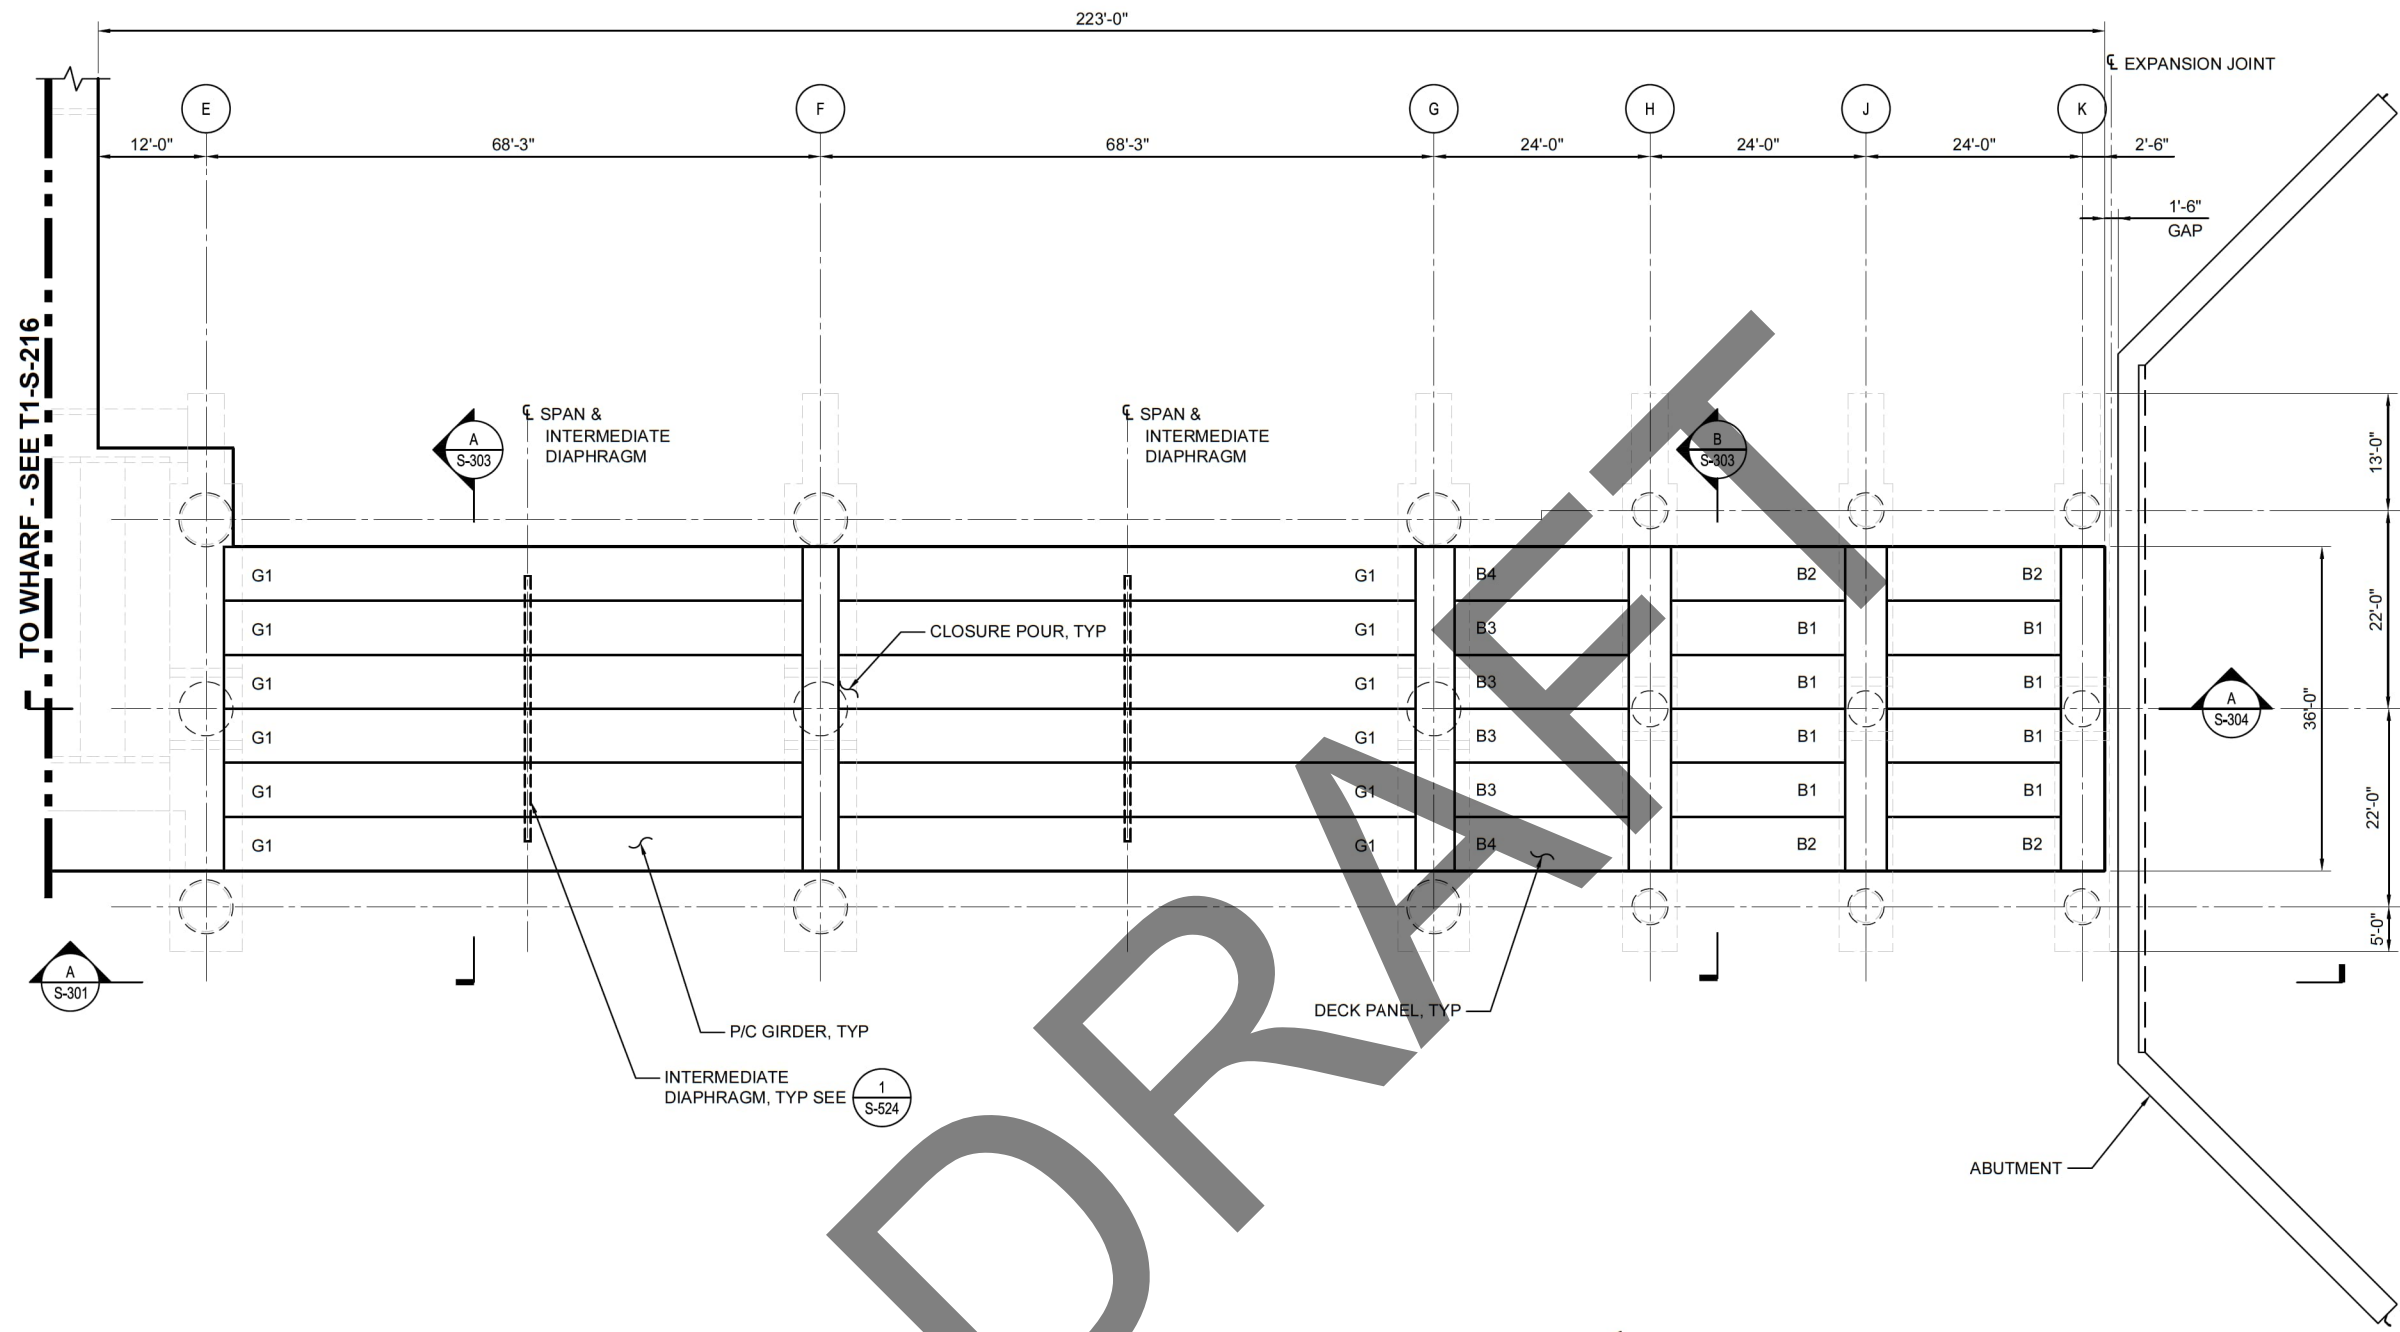 223'-0"
℄ EXPANSION JOINT
E
F
G
H
J
K
12'-0"
68'-3"
68'-3"
24'-0"
24'-0"
24'-0"
2'-6"
1'-6"
GAP
TO WHARF - SEE T1-S-216
A
S-303
℄ SPAN &
INTERMEDIATE
DIAPHRAGM
℄ SPAN &
INTERMEDIATE
DIAPHRAGM
B
S-303
13'-0"
22'-0"
36'-0"
22'-0"
5'-0"
G1 G1 B4 B2 B2
G1 G1 B3 B1 B1
CLOSURE POUR, TYP
G1 G1 B3 B1 B1
G1 G1 B3 B1 B1
G1 G1 B3 B1 B1
G1 G1 B4 B2 B2
A
S-304
A
S-301
P/C GIRDER, TYP
DECK PANEL, TYP
INTERMEDIATE
DIAPHRAGM, TYP SEE
1
S-524
ABUTMENT
DRAFT